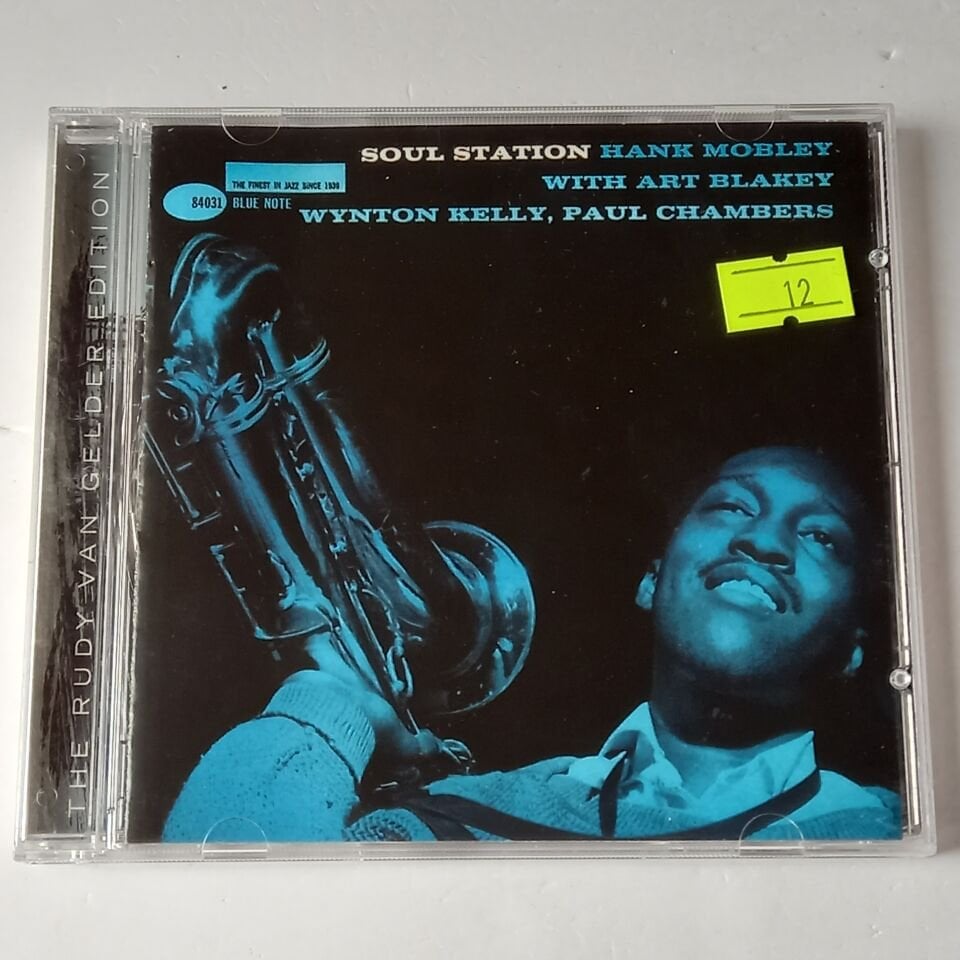 SOUL STATION HANK MOBLEY
WITH ART BLAKEY
WYNTON KELLY, PAUL CHAMBERS
THE FINEST IN JAZZ SINCE 1939
84031 BLUE NOTE
12
THE RUDY VAN GELDER EDITION